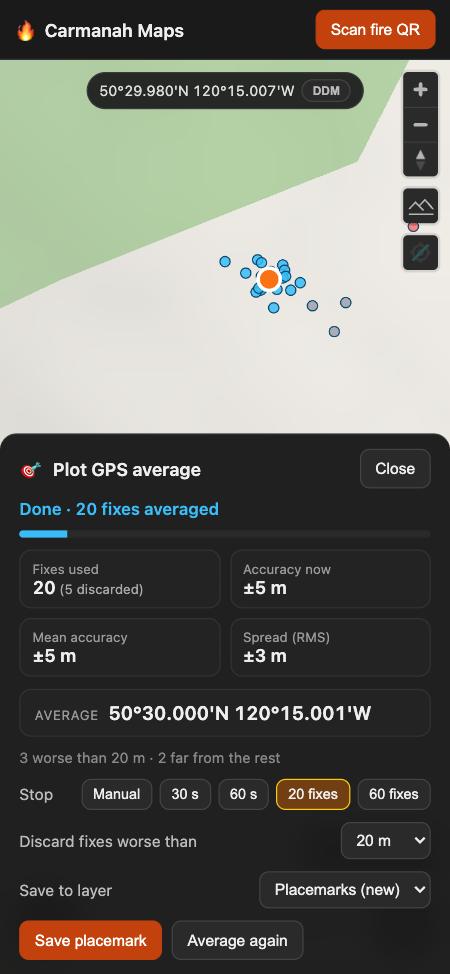 Carmanah Maps
Scan fire QR
50°29.980'N 120°15.007'W DDM
Plot GPS average
Close
Done · 20 fixes averaged
Fixes used
20 (5 discarded)
Accuracy now
±5 m
Mean accuracy
±5 m
Spread (RMS)
±3 m
AVERAGE 50°30.000'N 120°15.001'W
3 worse than 20 m · 2 far from the rest
Stop Manual 30 s 60 s 20 fixes 60 fixes
Discard fixes worse than 20 m
Save to layer Placemarks (new)
Save placemark Average again